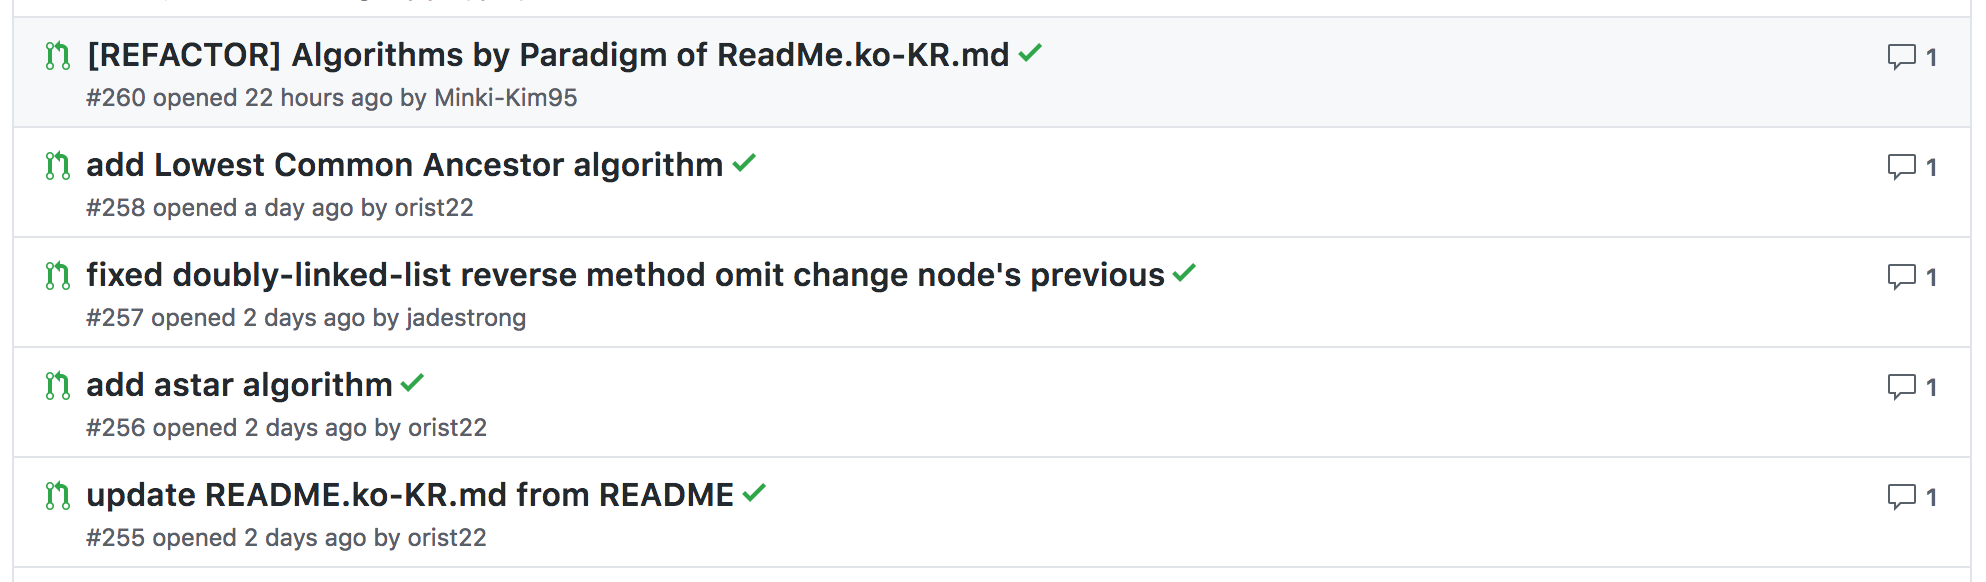 [REFACTOR] Algorithms by Paradigm of ReadMe.ko-KR.md
1
#260 opened 22 hours ago by Minki-Kim95
add Lowest Common Ancestor algorithm
1
#258 opened a day ago by orist22
fixed doubly-linked-list reverse method omit change node's previous
1
#257 opened 2 days ago by jadestrong
add astar algorithm
1
#256 opened 2 days ago by orist22
update README.ko-KR.md from README
1
#255 opened 2 days ago by orist22